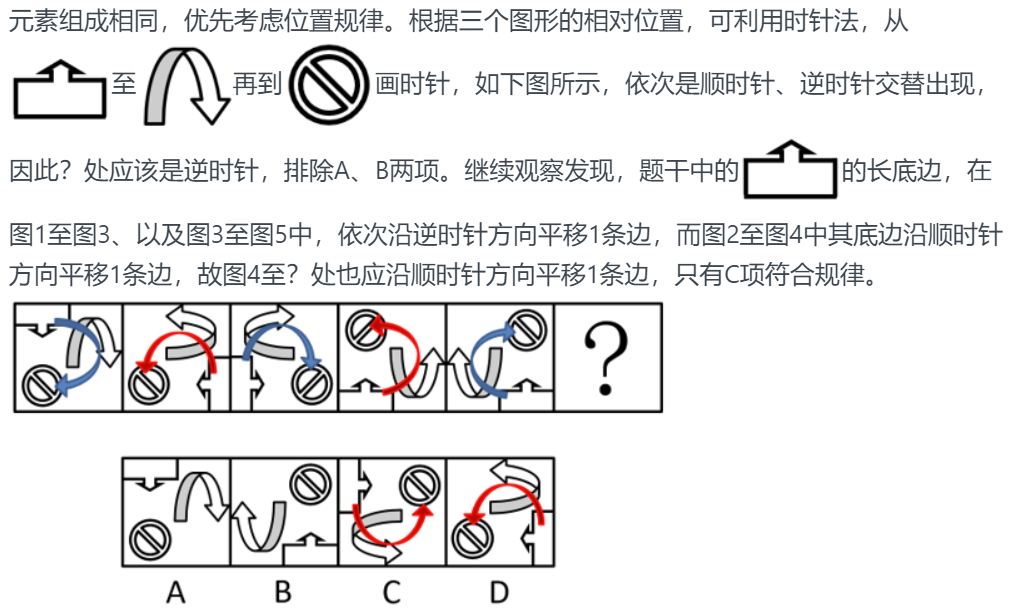 元素组成相同，优先考虑位置规律。根据三个图形的相对位置，可利用时针法，从
至 再到 画时针，如下图所示，依次是顺时针、逆时针交替出现，
因此？处应该是逆时针，排除A、B两项。继续观察发现，题干中的 的长底边，在
图1至图3、以及图3至图5中，依次沿逆时针方向平移1条边，而图2至图4中其底边沿顺时针
方向平移1条边，故图4至？处也应沿顺时针方向平移1条边，只有C项符合规律。
?
A B C D